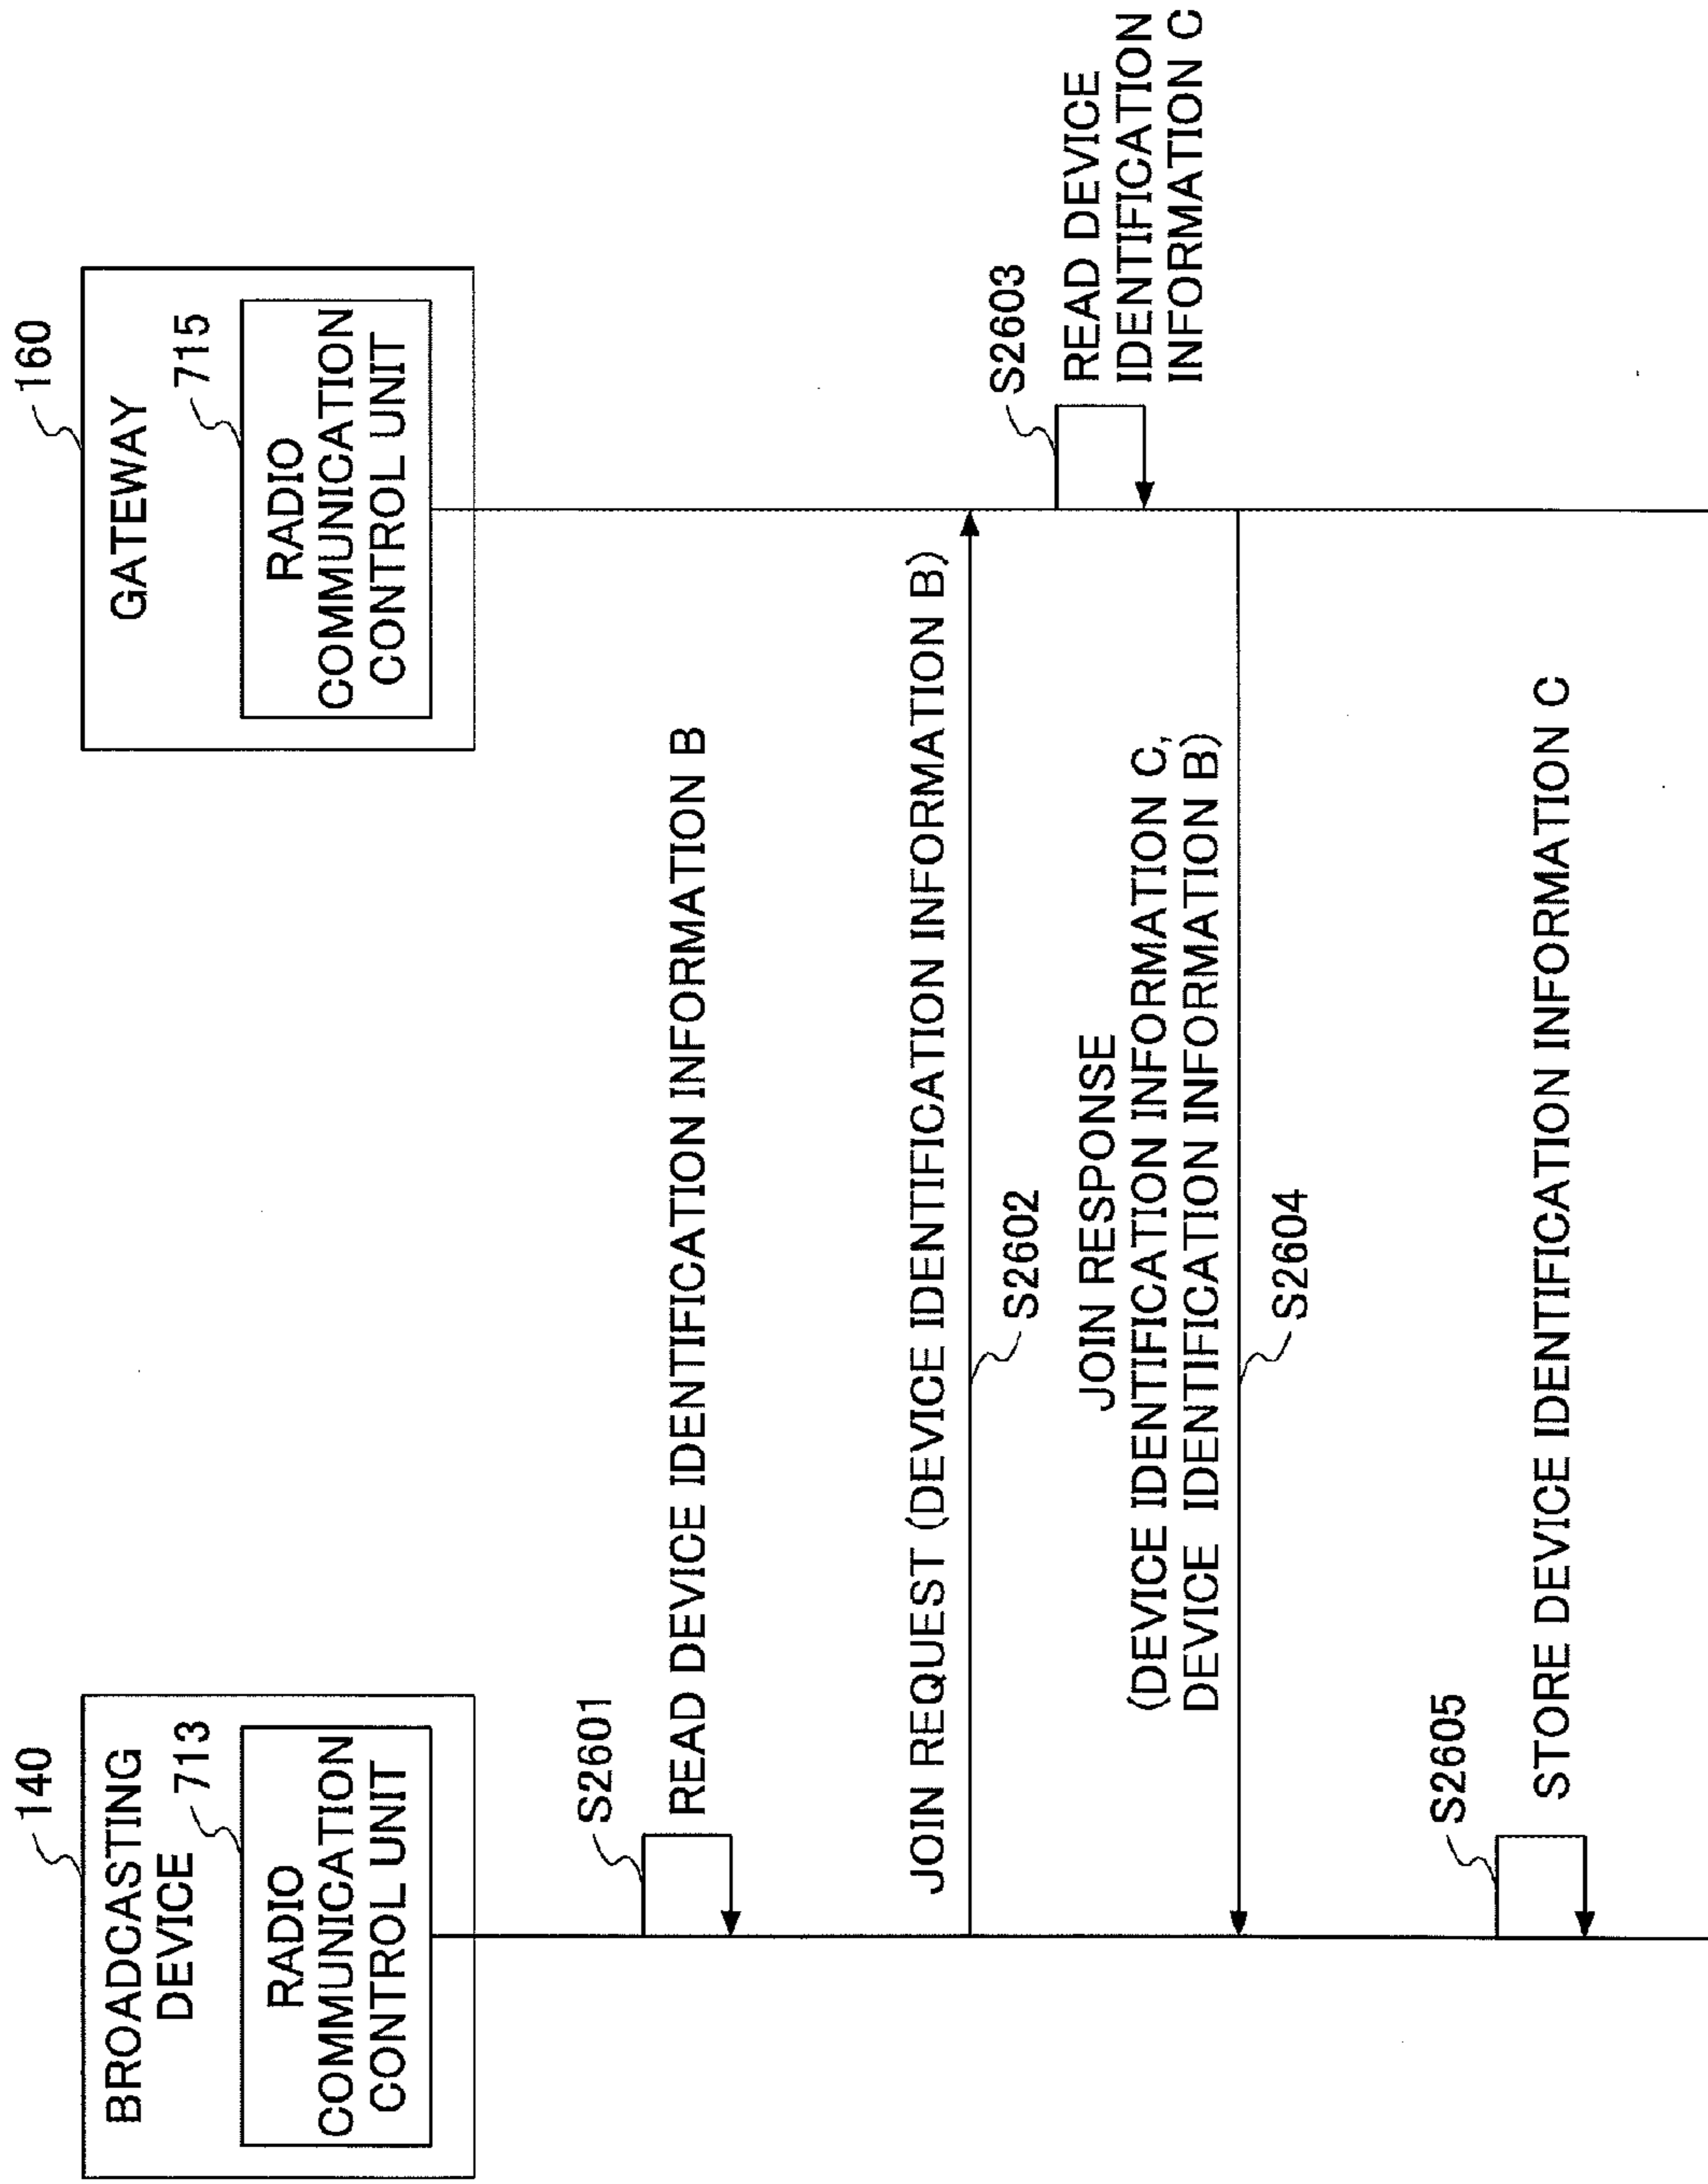 140
BROADCASTING
DEVICE
713
RADIO
COMMUNICATION
CONTROL UNIT
160
GATEWAY
715
RADIO
COMMUNICATION
CONTROL UNIT
S2601
READ DEVICE IDENTIFICATION INFORMATION B
JOIN REQUEST (DEVICE IDENTIFICATION INFORMATION B)
S2602
S2603
READ DEVICE
IDENTIFICATION
INFORMATION C
JOIN RESPONSE
(DEVICE IDENTIFICATION INFORMATION C,
DEVICE IDENTIFICATION INFORMATION B)
S2604
S2605
STORE DEVICE IDENTIFICATION INFORMATION C